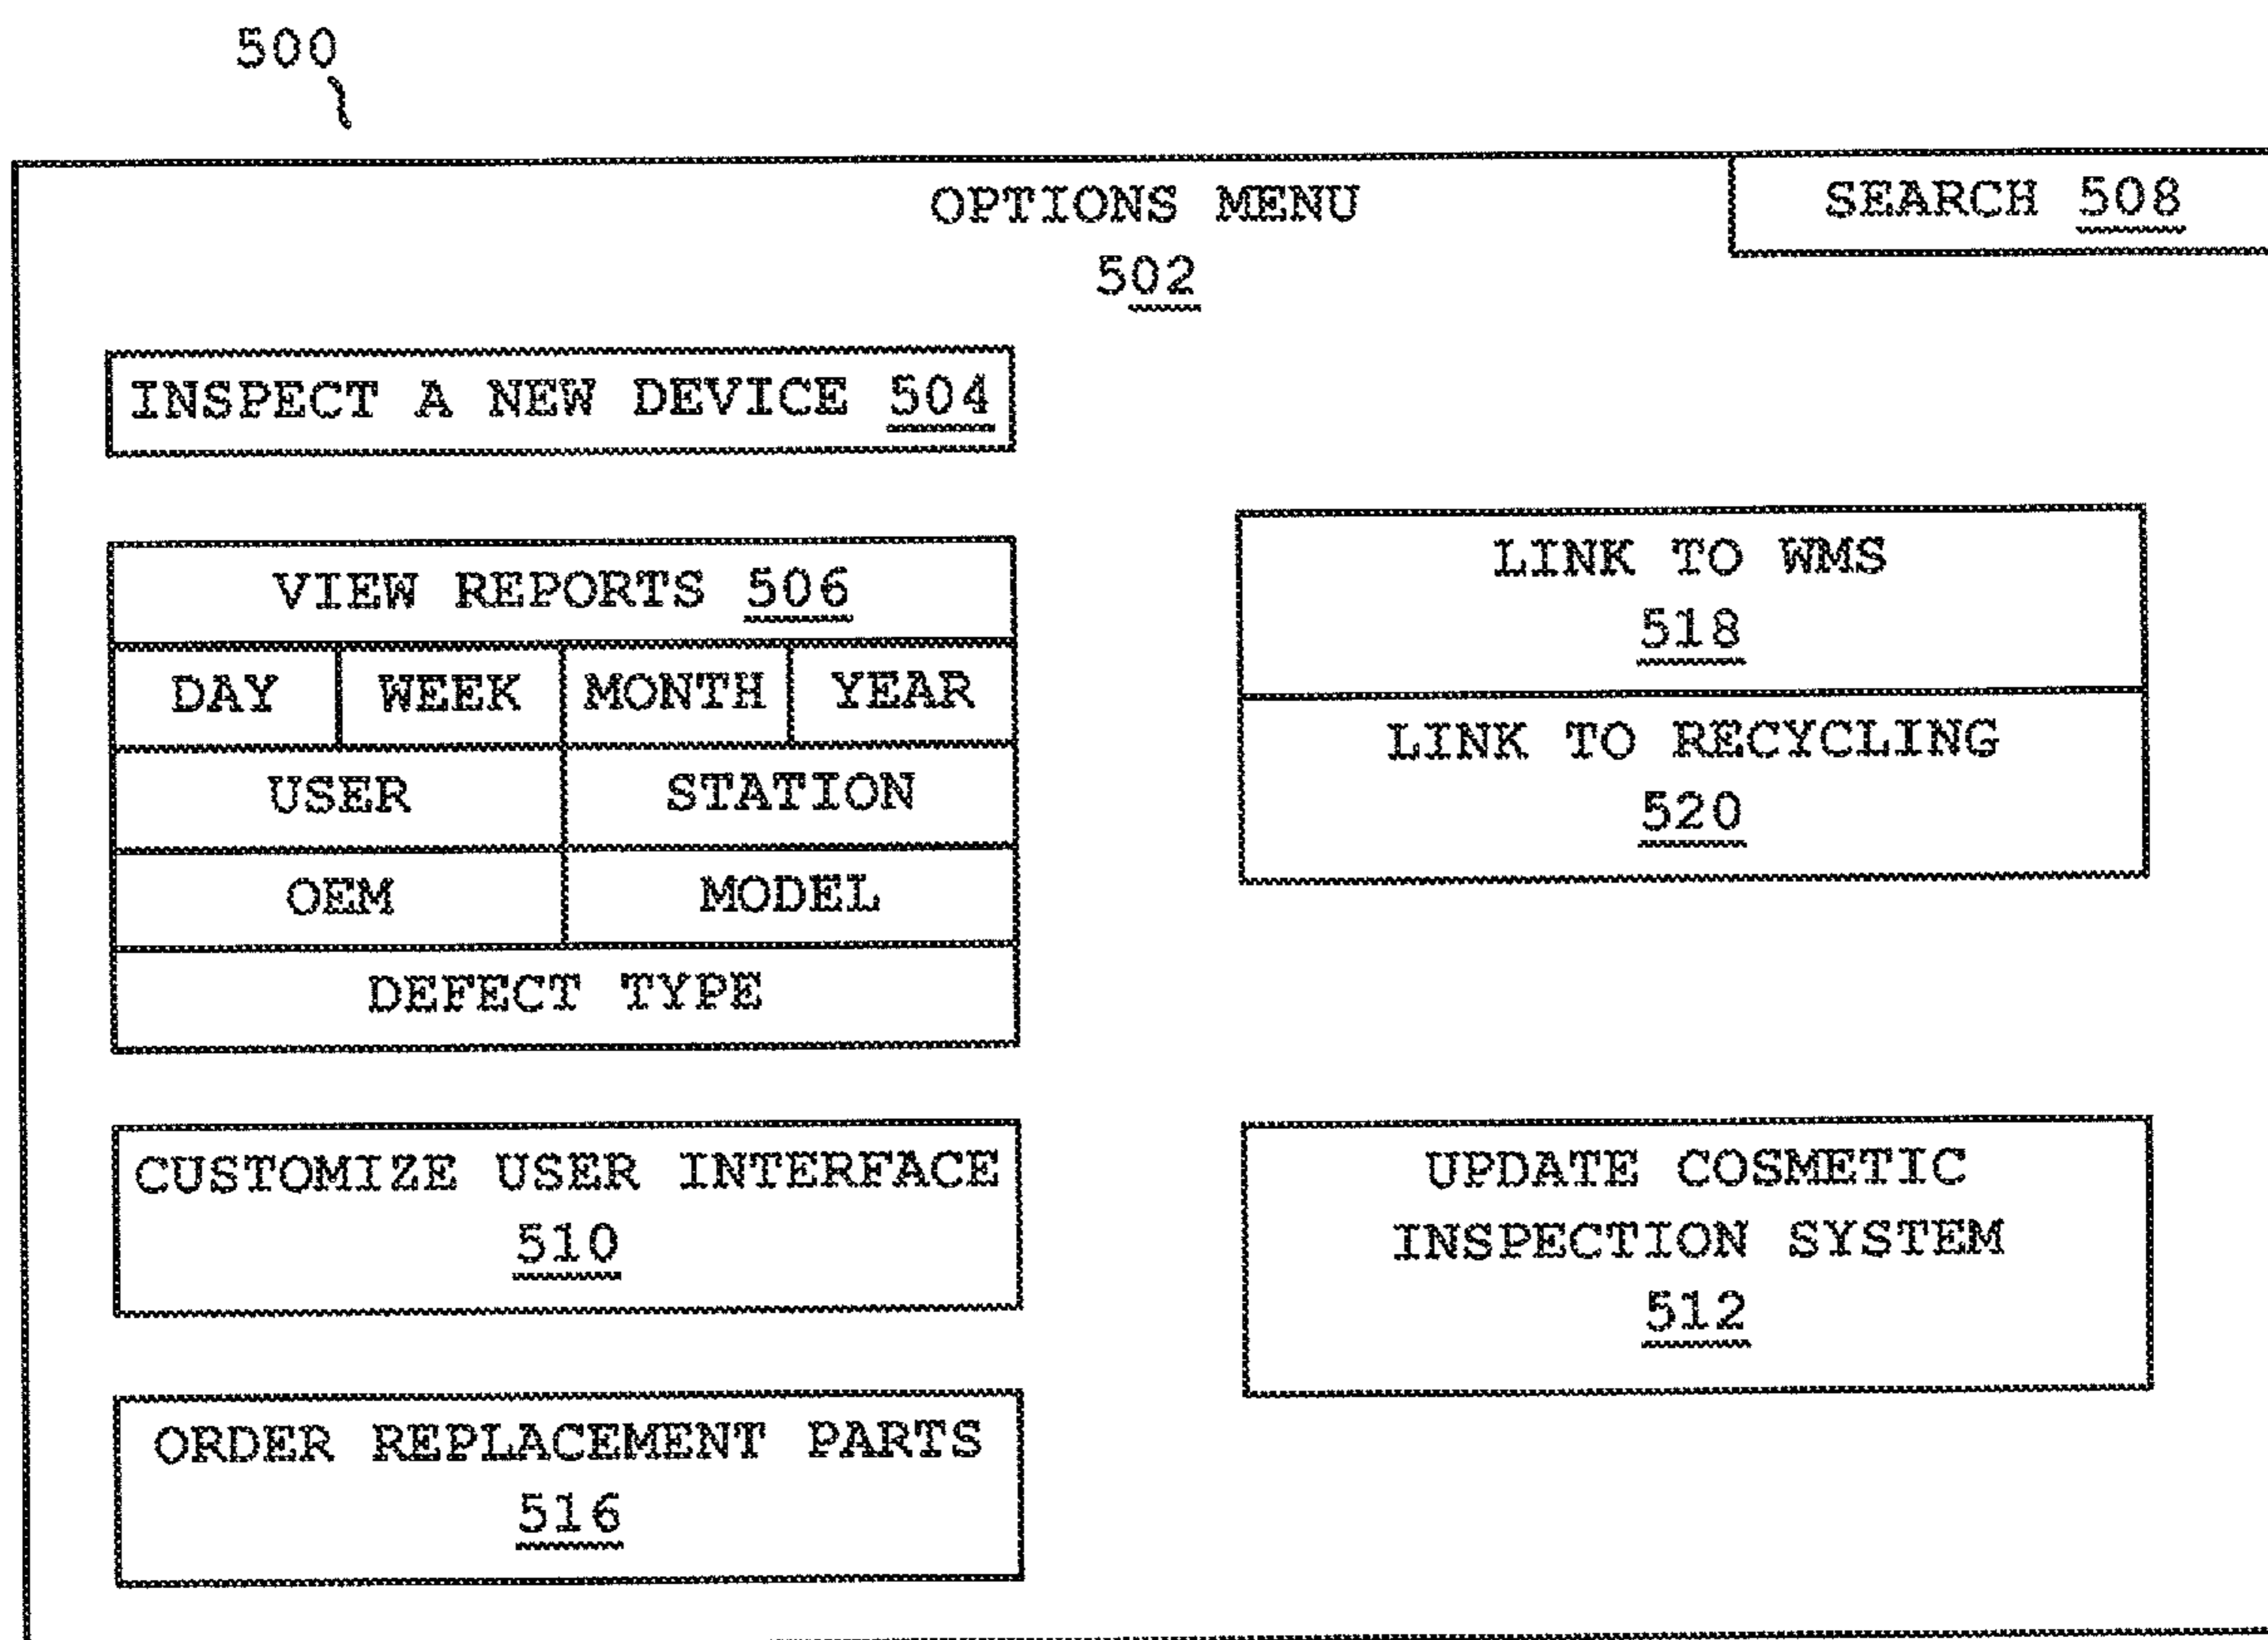 500
OPTIONS MENU
502
SEARCH 508
INSPECT A NEW DEVICE 504
VIEW REPORTS 506
DAY WEEK MONTH YEAR
USER STATION
OEM MODEL
DEFECT TYPE
LINK TO WMS
518
LINK TO RECYCLING
520
CUSTOMIZE USER INTERFACE
510
UPDATE COSMETIC
INSPECTION SYSTEM
512
ORDER REPLACEMENT PARTS
516